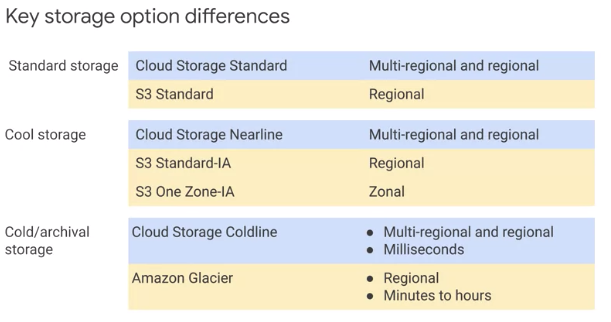 Key storage option differences
Standard storage Cloud Storage Standard Multi-regional and regional
S3 Standard Regional
Cool storage Cloud Storage Nearline Multi-regional and regional
S3 Standard-IA Regional
S3 One Zone-IA Zonal
Cold/archival storage Cloud Storage Coldline ● Multi-regional and regional
● Milliseconds
Amazon Glacier ● Regional
● Minutes to hours